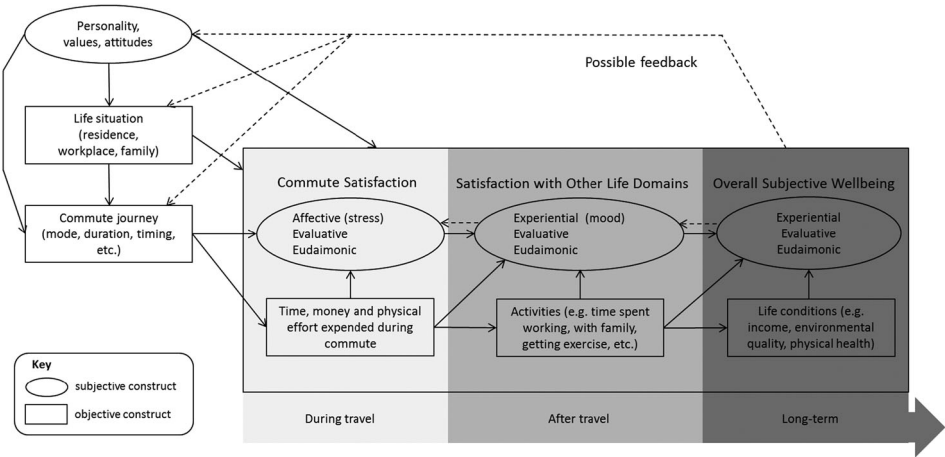 Personality,
values, attitudes
Possible feedback
Life situation
(residence,
workplace, family)
Commute journey
(mode, duration, timing,
etc.)
Commute Satisfaction
Affective (stress)
Evaluative
Eudaimonic
Time, money and physical
effort expended during
commute
Satisfaction with Other Life Domains
Experiential (mood)
Evaluative
Eudaimonic
Activities (e.g. time spent
working, with family,
getting exercise, etc.)
Overall Subjective Wellbeing
Experiential
Evaluative
Eudaimonic
Life conditions (e.g.
income, environmental
quality, physical health)
Key
subjective construct
objective construct
During travel
After travel
Long-term